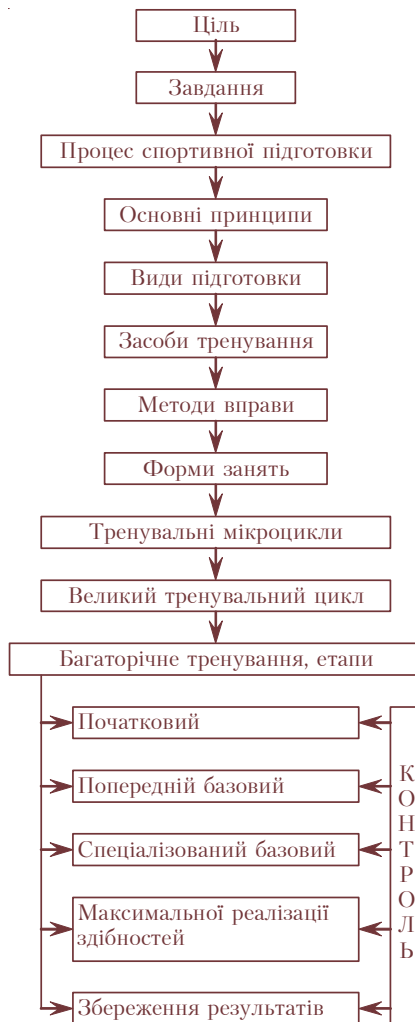 Ціль
Завдання
Процес спортивної підготовки
Основні принципи
Види підготовки
Засоби тренування
Методи вправи
Форми занять
Тренувальні мікроцикли
Великий тренувальний цикл
Багаторічне тренування, етапи
Початковий
Попередній базовий
Спеціалізований базовий
Максимальної реалізації
здібностей
Збереження результатів
КОНТРОЛЬ